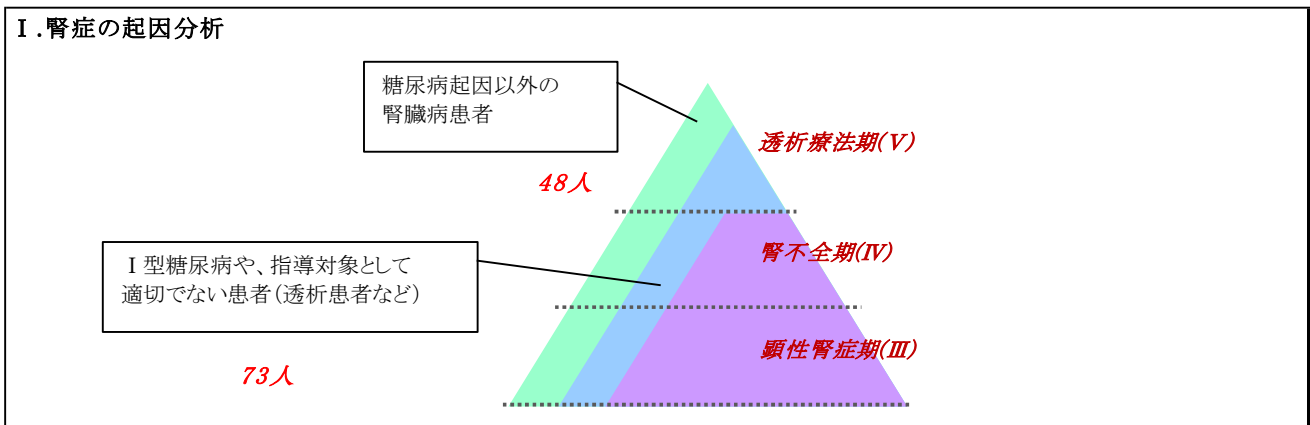 Ⅰ.腎症の起因分析
糖尿病起因以外の
腎臓病患者
透析療法期(Ⅴ)
48人
腎不全期(Ⅳ)
Ⅰ型糖尿病や、指導対象として
適切でない患者(透析患者など)
顕性腎症期(Ⅲ)
73人